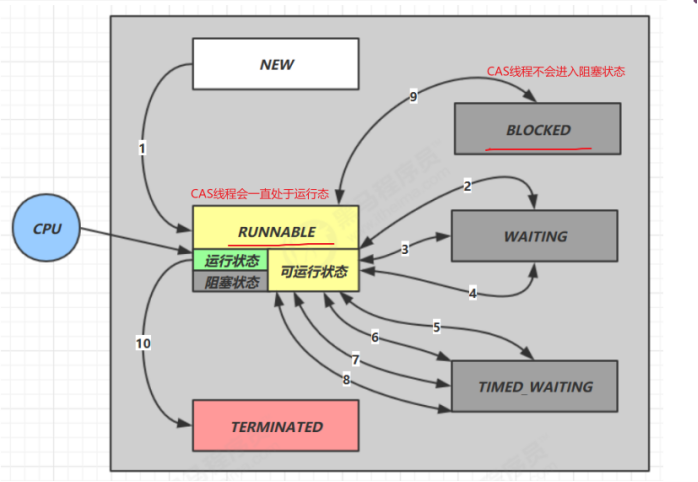 NEW
CAS线程不会进入阻塞状态
9
BLOCKED
1
2
CAS线程会一直处于运行态
CPU
RUNNABLE
WAITING
3
运行状态
可运行状态
阻塞状态
4
5
6
10
7
8
TIMED_WAITING
TERMINATED